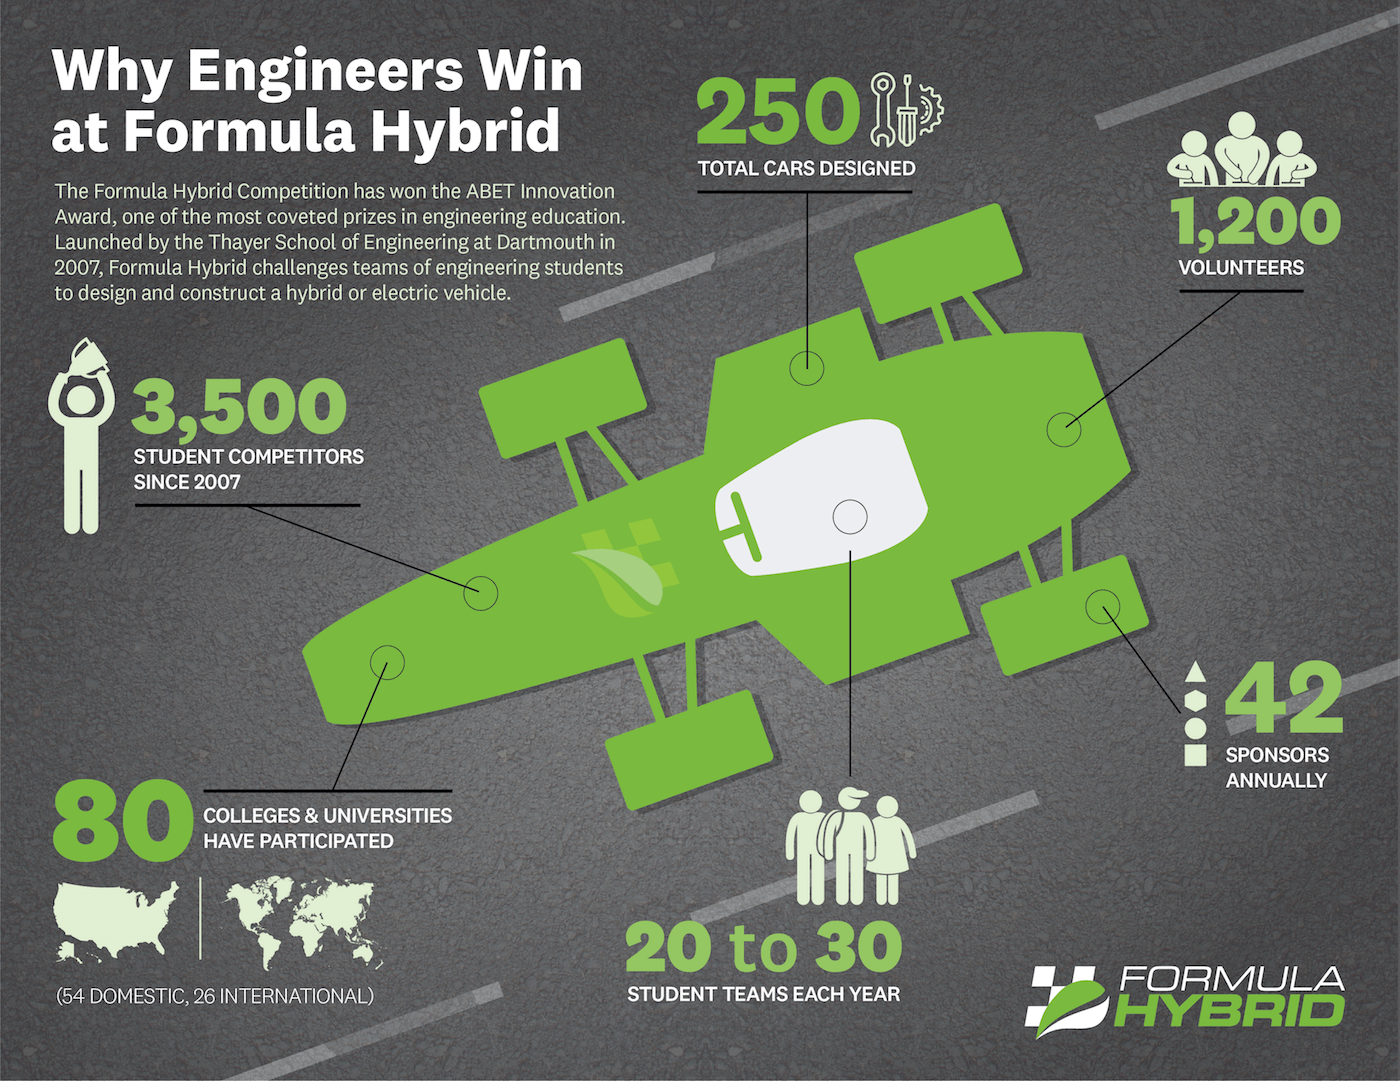 Why Engineers Win
at Formula Hybrid
The Formula Hybrid Competition has won the ABET Innovation
Award, one of the most coveted prizes in engineering education.
Launched by the Thayer School of Engineering at Dartmouth in
2007, Formula Hybrid challenges teams of engineering students
to design and construct a hybrid or electric vehicle.
250
TOTAL CARS DESIGNED
1,200
VOLUNTEERS
3,500
STUDENT COMPETITORS
SINCE 2007
42
SPONSORS
ANNUALLY
80
COLLEGES & UNIVERSITIES
HAVE PARTICIPATED
(54 DOMESTIC, 26 INTERNATIONAL)
20 to 30
STUDENT TEAMS EACH YEAR
FORMULA
HYBRID